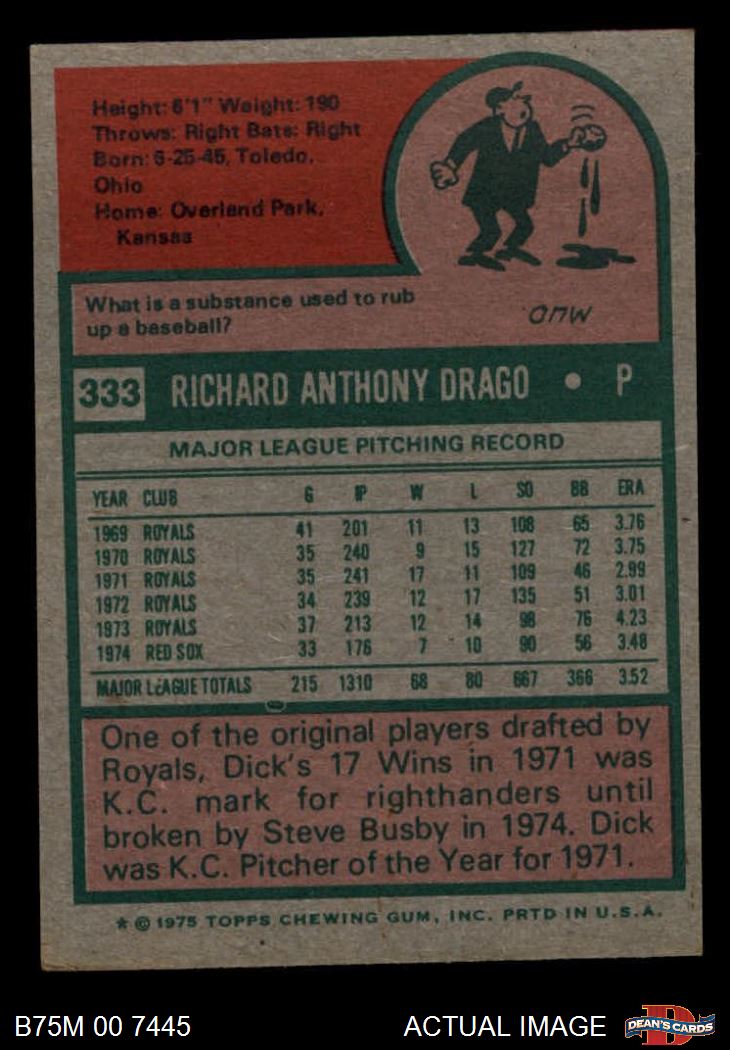 Height: 6'1" Weight: 190
Throws: Right Bats: Right
Born: 6-25-45, Toledo,
Ohio
Home: Overland Park,
Kansas
What is a substance used to rub
up a baseball?
MUD
333 RICHARD ANTHONY DRAGO • P
MAJOR LEAGUE PITCHING RECORD
YEAR CLUB G IP W L SO BB ERA
1969 ROYALS 41 201 11 13 108 65 3.76
1970 ROYALS 35 240 9 15 127 72 3.75
1971 ROYALS 35 241 17 11 109 46 2.99
1972 ROYALS 34 239 12 17 135 51 3.01
1973 ROYALS 37 213 12 14 98 76 4.23
1974 RED SOX 33 176 7 10 90 56 3.48
MAJOR LEAGUE TOTALS 215 1310 68 80 667 366 3.52
One of the original players drafted by
Royals, Dick's 17 Wins in 1971 was
K.C. mark for righthanders until
broken by Steve Busby in 1974. Dick
was K.C. Pitcher of the Year for 1971.
* © 1975 TOPPS CHEWING GUM, INC. PRTD IN U.S.A.
B75M 00 7445 ACTUAL IMAGE DEAN'S CARDS